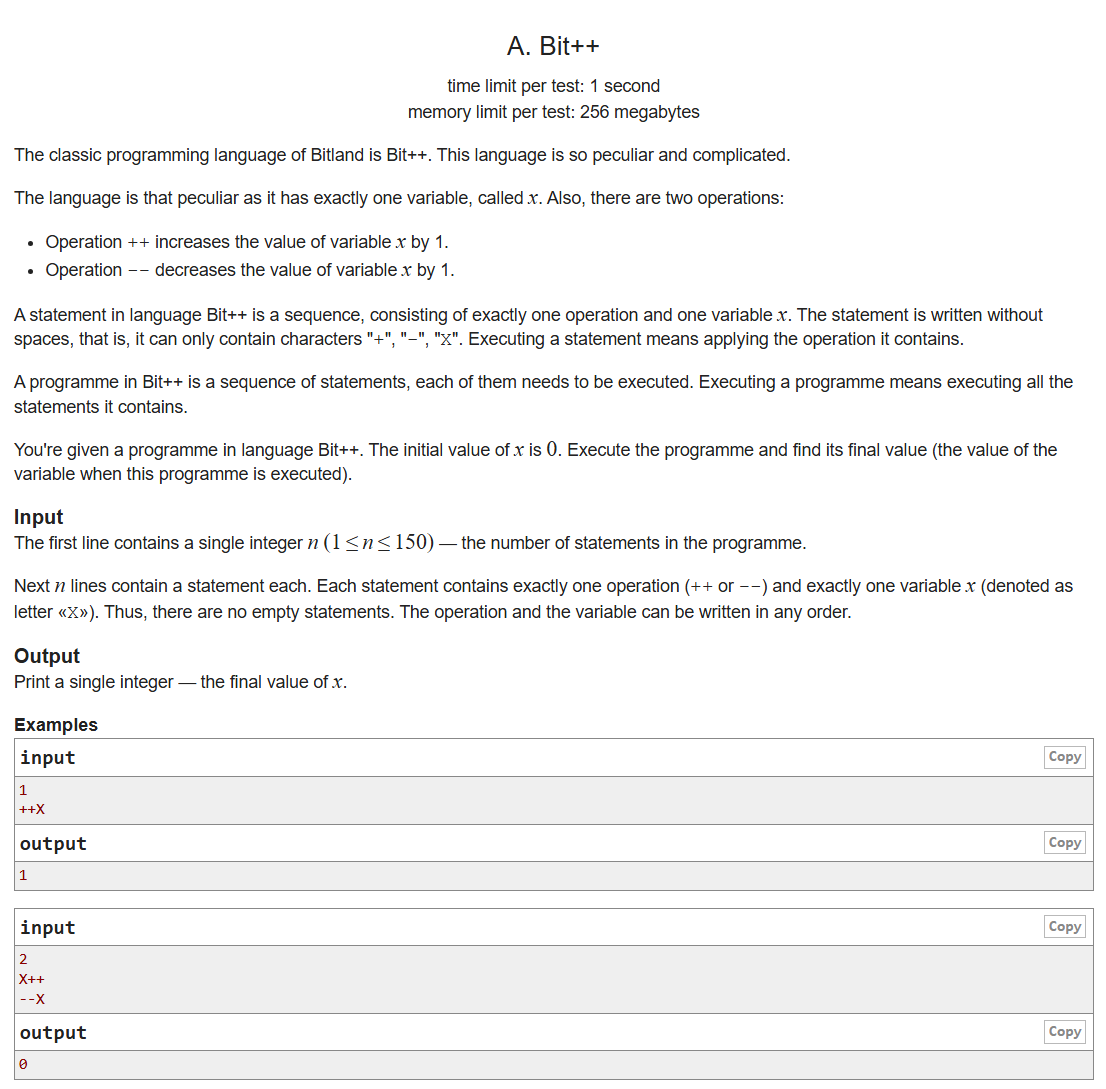 A. Bit++
time limit per test: 1 second
memory limit per test: 256 megabytes
The classic programming language of Bitland is Bit++. This language is so peculiar and complicated.
The language is that peculiar as it has exactly one variable, called x. Also, there are two operations:
• Operation ++ increases the value of variable x by 1.
• Operation -- decreases the value of variable x by 1.
A statement in language Bit++ is a sequence, consisting of exactly one operation and one variable x. The statement is written without
spaces, that is, it can only contain characters "+", "-", "X". Executing a statement means applying the operation it contains.
A programme in Bit++ is a sequence of statements, each of them needs to be executed. Executing a programme means executing all the
statements it contains.
You're given a programme in language Bit++. The initial value of x is 0. Execute the programme and find its final value (the value of the
variable when this programme is executed).
Input
The first line contains a single integer n (1 ≤ n ≤ 150) — the number of statements in the programme.
Next n lines contain a statement each. Each statement contains exactly one operation (++ or --) and exactly one variable x (denoted as
letter «X»). Thus, there are no empty statements. The operation and the variable can be written in any order.
Output
Print a single integer — the final value of x.
Examples
input Copy
1
++X
output Copy
1
input Copy
2
X++
--X
output Copy
0